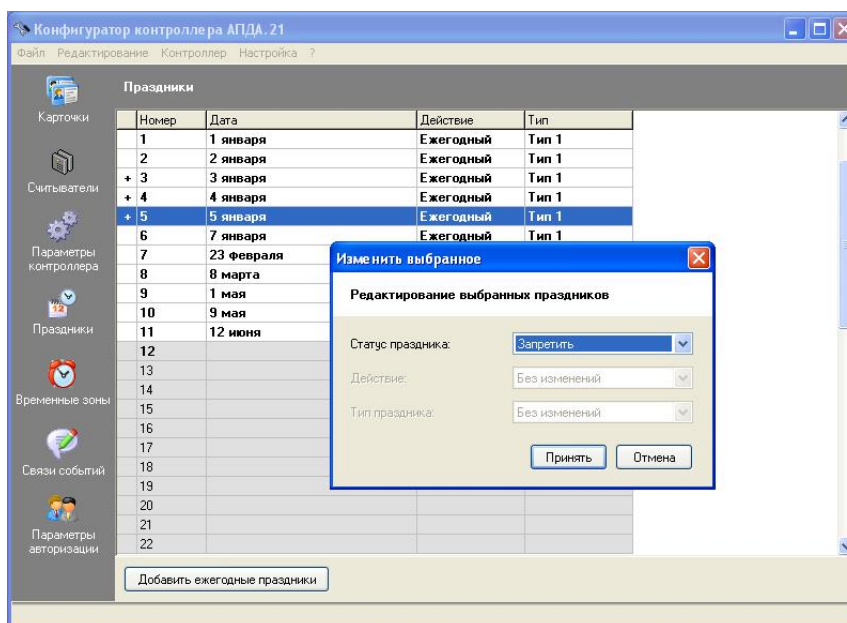 Конфигуратор контроллера АПДА.21
Файл Редактирование Контроллер Настройка ?
Карточки
Считыватели
Параметры
контроллера
Праздники
Временные зоны
Связи событий
Параметры
авторизации
Праздники
Номер Дата Действие Тип
1 1 января Ежегодный Тип 1
2 2 января Ежегодный Тип 1
+ 3 3 января Ежегодный Тип 1
+ 4 4 января Ежегодный Тип 1
+ 5 5 января Ежегодный Тип 1
6 7 января Ежегодный Тип 1
7 23 февраля
8 8 марта
9 1 мая
10 9 мая
11 12 июня
12
13
14
15
16
17
18
19
20
21
22
Изменить выбранное
Редактирование выбранных праздников
Статус праздника: Запретить
Действие: Без изменений
Тип праздника: Без изменений
Принять Отмена
Добавить ежегодные праздники